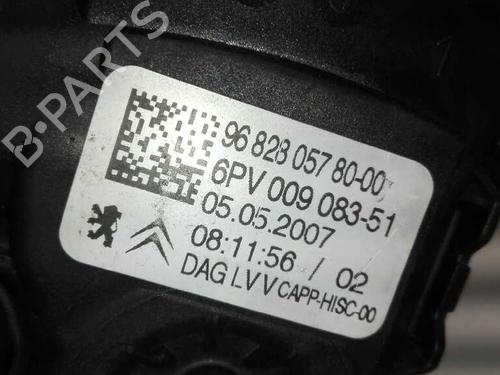 B-PARTS
96 828 057 80-00
6PV 009 083-51
05.05.2007
08:11:56 / 02
DAG LV V CAPP-HISC-00